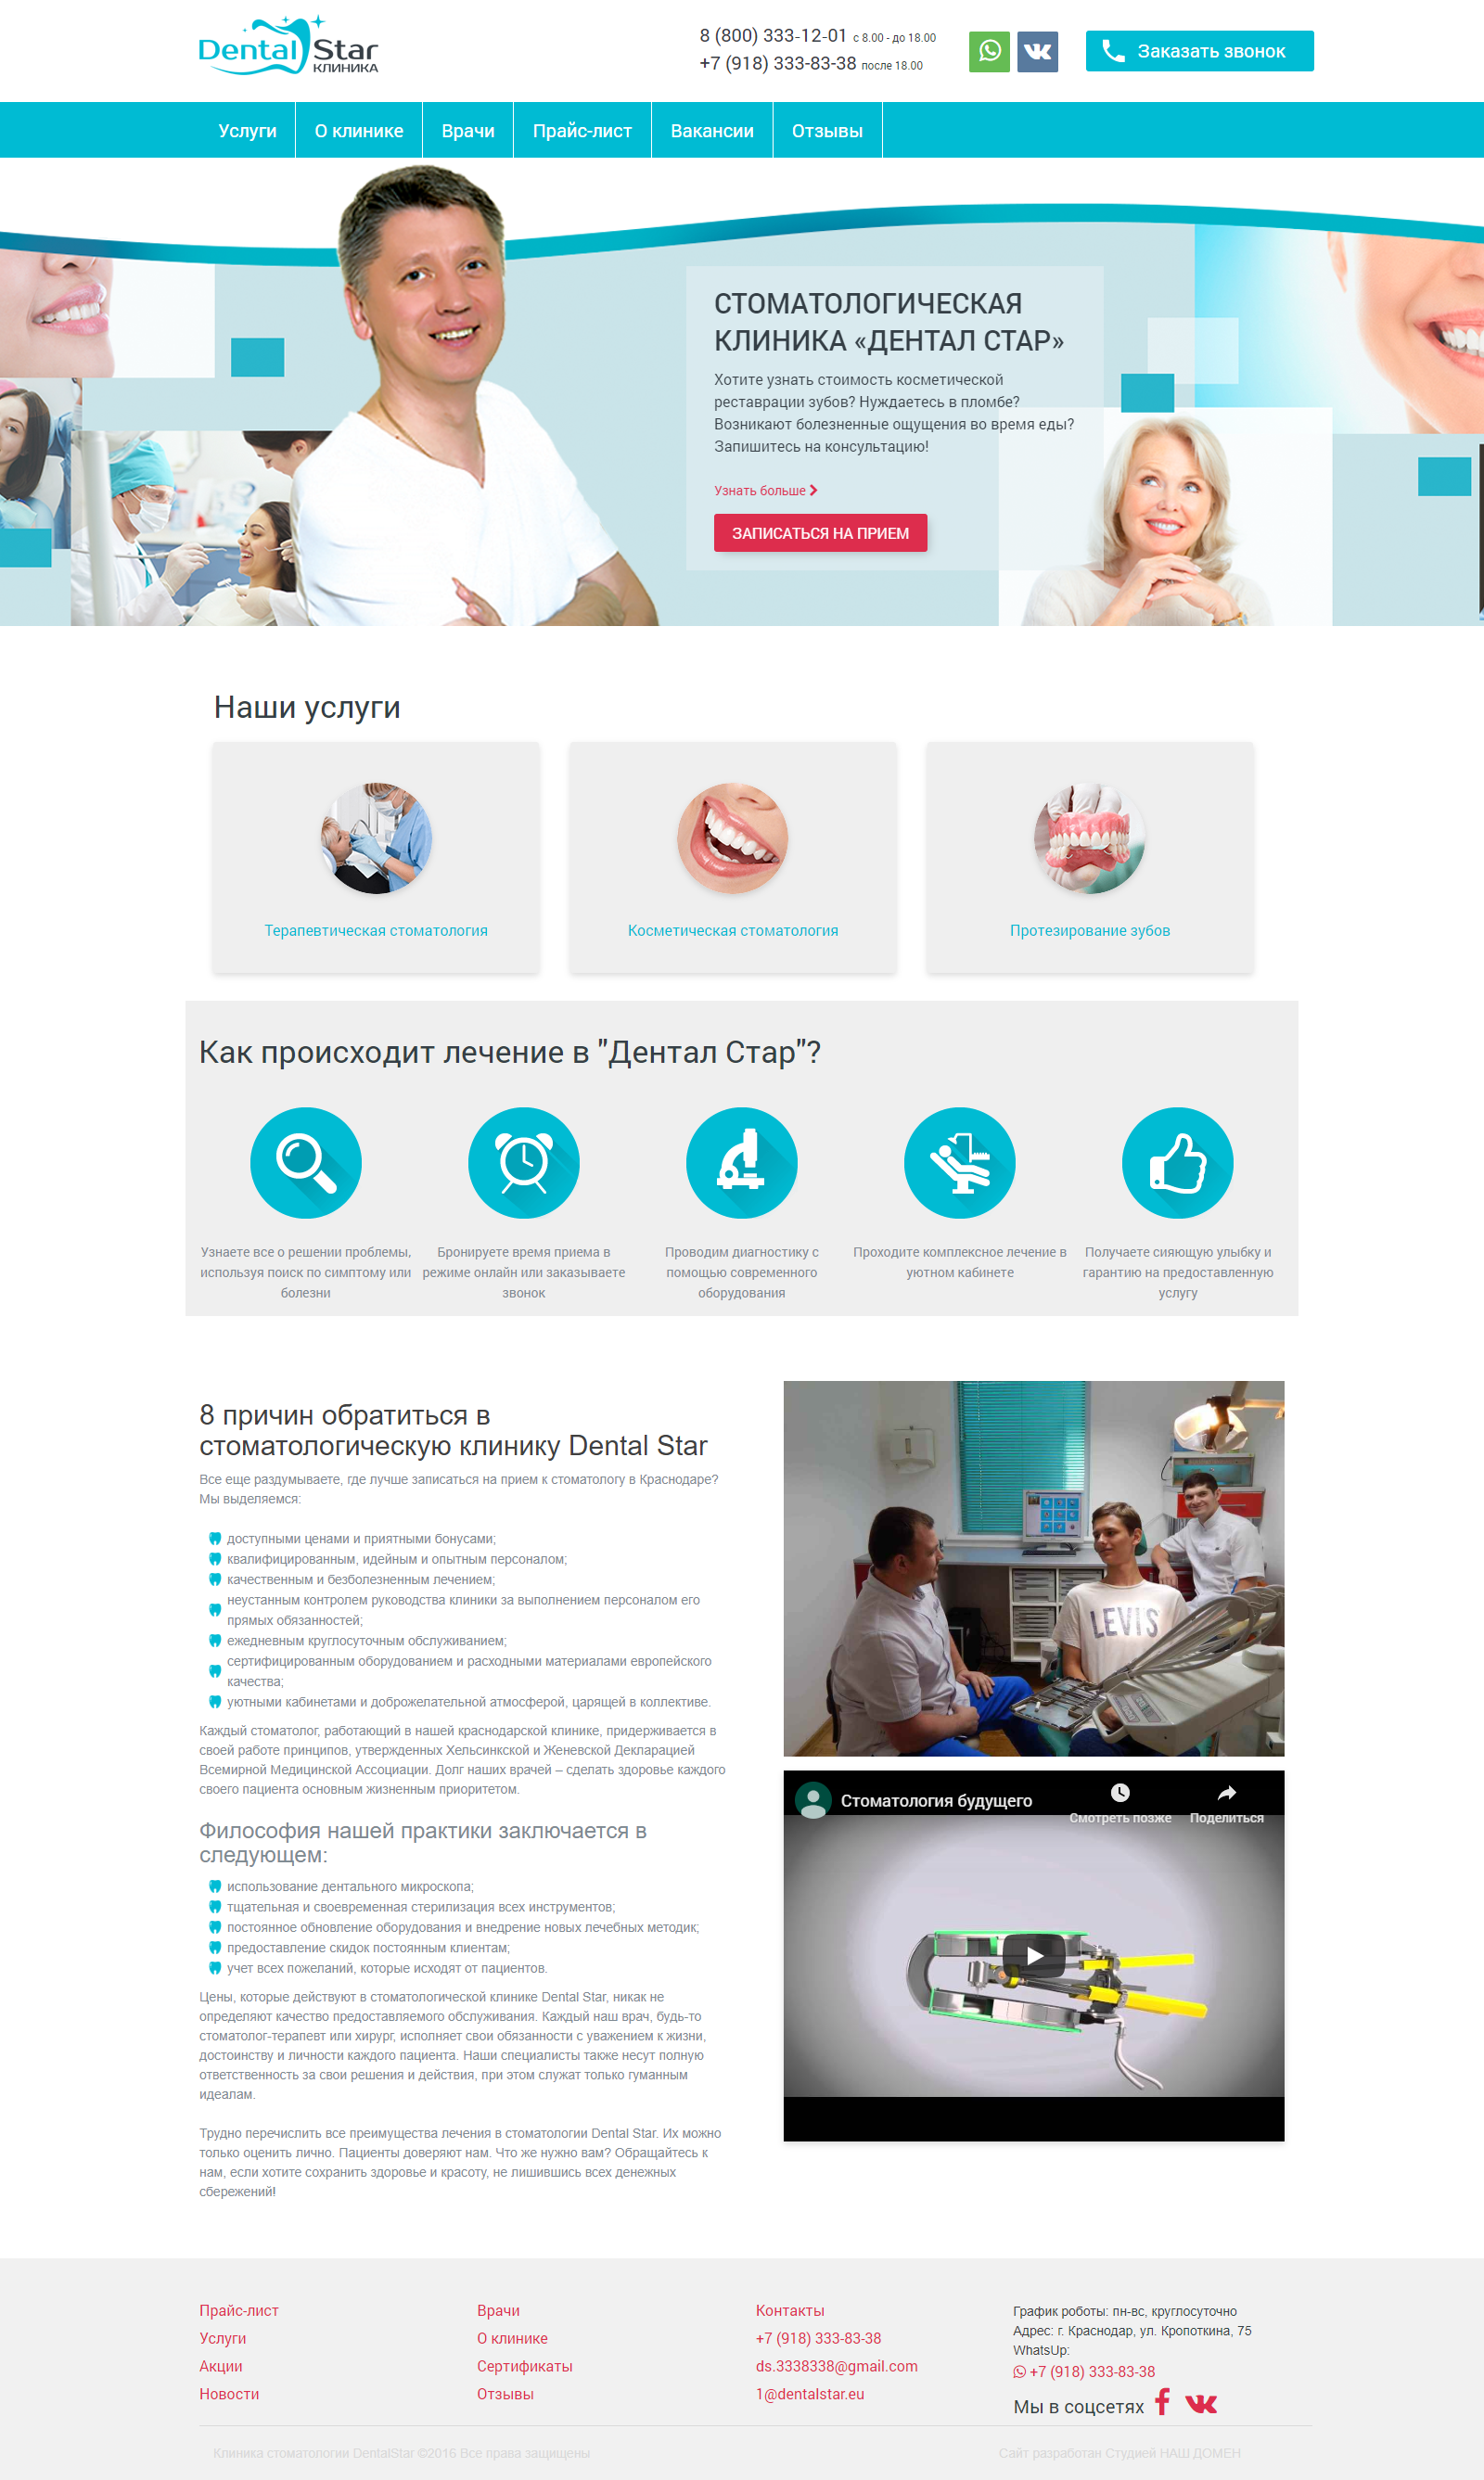 Dental Star
КЛИНИКА
8 (800) 333-12-01 с 8.00 - до 18.00
+7 (918) 333-83-38 после 18.00
Заказать звонок
Услуги
О клинике
Врачи
Прайс-лист
Вакансии
Отзывы
СТОМАТОЛОГИЧЕСКАЯ
КЛИНИКА «ДЕНТАЛ СТАР»
Хотите узнать стоимость косметической
реставрации зубов? Нуждаетесь в пломбе?
Возникают болезненные ощущения во время еды?
Запишитесь на консультацию!
Узнать больше
ЗАПИСАТЬСЯ НА ПРИЕМ
Наши услуги
Терапевтическая стоматология
Косметическая стоматология
Протезирование зубов
Как происходит лечение в "Дентал Стар"?
Узнаете все о решении проблемы,
используя поиск по симптому или
болезни
Бронируете время приема в
режиме онлайн или заказываете
звонок
Проводим диагностику с
помощью современного
оборудования
Проходите комплексное лечение в
уютном кабинете
Получаете сияющую улыбку и
гарантию на предоставленную
услугу
8 причин обратиться в
стоматологическую клинику Dental Star
Все еще раздумываете, где лучше записаться на прием к стоматологу в Краснодаре?
Мы выделяемся:
доступными ценами и приятными бонусами;
квалифицированным, идейным и опытным персоналом;
качественным и безболезненным лечением;
неустанным контролем руководства клиники за выполнением персоналом его
прямых обязанностей;
ежедневным круглосуточным обслуживанием;
сертифицированным оборудованием и расходными материалами европейского
качества;
уютными кабинетами и доброжелательной атмосферой, царящей в коллективе.
Каждый стоматолог, работающий в нашей краснодарской клинике, придерживается в
своей работе принципов, утвержденных Хельсинкской и Женевской Декларацией
Всемирной Медицинской Ассоциации. Долг наших врачей – сделать здоровье каждого
своего пациента основным жизненным приоритетом.
Философия нашей практики заключается в
следующем:
использование дентального микроскопа;
тщательная и своевременная стерилизация всех инструментов;
постоянное обновление оборудования и внедрение новых лечебных методик;
предоставление скидок постоянным клиентам;
учет всех пожеланий, которые исходят от пациентов.
Цены, которые действуют в стоматологической клинике Dental Star, никак не
определяют качество предоставляемого обслуживания. Каждый наш врач, будь-то
стоматолог-терапевт или хирург, исполняет свои обязанности с уважением к жизни,
достоинству и личности каждого пациента. Наши специалисты также несут полную
ответственность за свои решения и действия, при этом служат только гуманным
идеалам.
Трудно перечислить все преимущества лечения в стоматологии Dental Star. Их можно
только оценить лично. Пациенты доверяют нам. Что же нужно вам? Обращайтесь к
нам, если хотите сохранить здоровье и красоту, не лишившись всех денежных
сбережений!
LEVIS
Стоматология будущего
Смотреть позже
Поделиться
Прайс-лист
Услуги
Акции
Новости
Врачи
О клинике
Сертификаты
Отзывы
Контакты
+7 (918) 333-83-38
ds.3338338@gmail.com
1@dentalstar.eu
График роботы: пн-вс, круглосуточно
Адрес: г. Краснодар, ул. Кропоткина, 75
WhatsUp:
+7 (918) 333-83-38
Мы в соцсетях
Клиника стоматологии DentalStar ©2016 Все права защищены
Сайт разработан Студией НАШ ДОМЕН